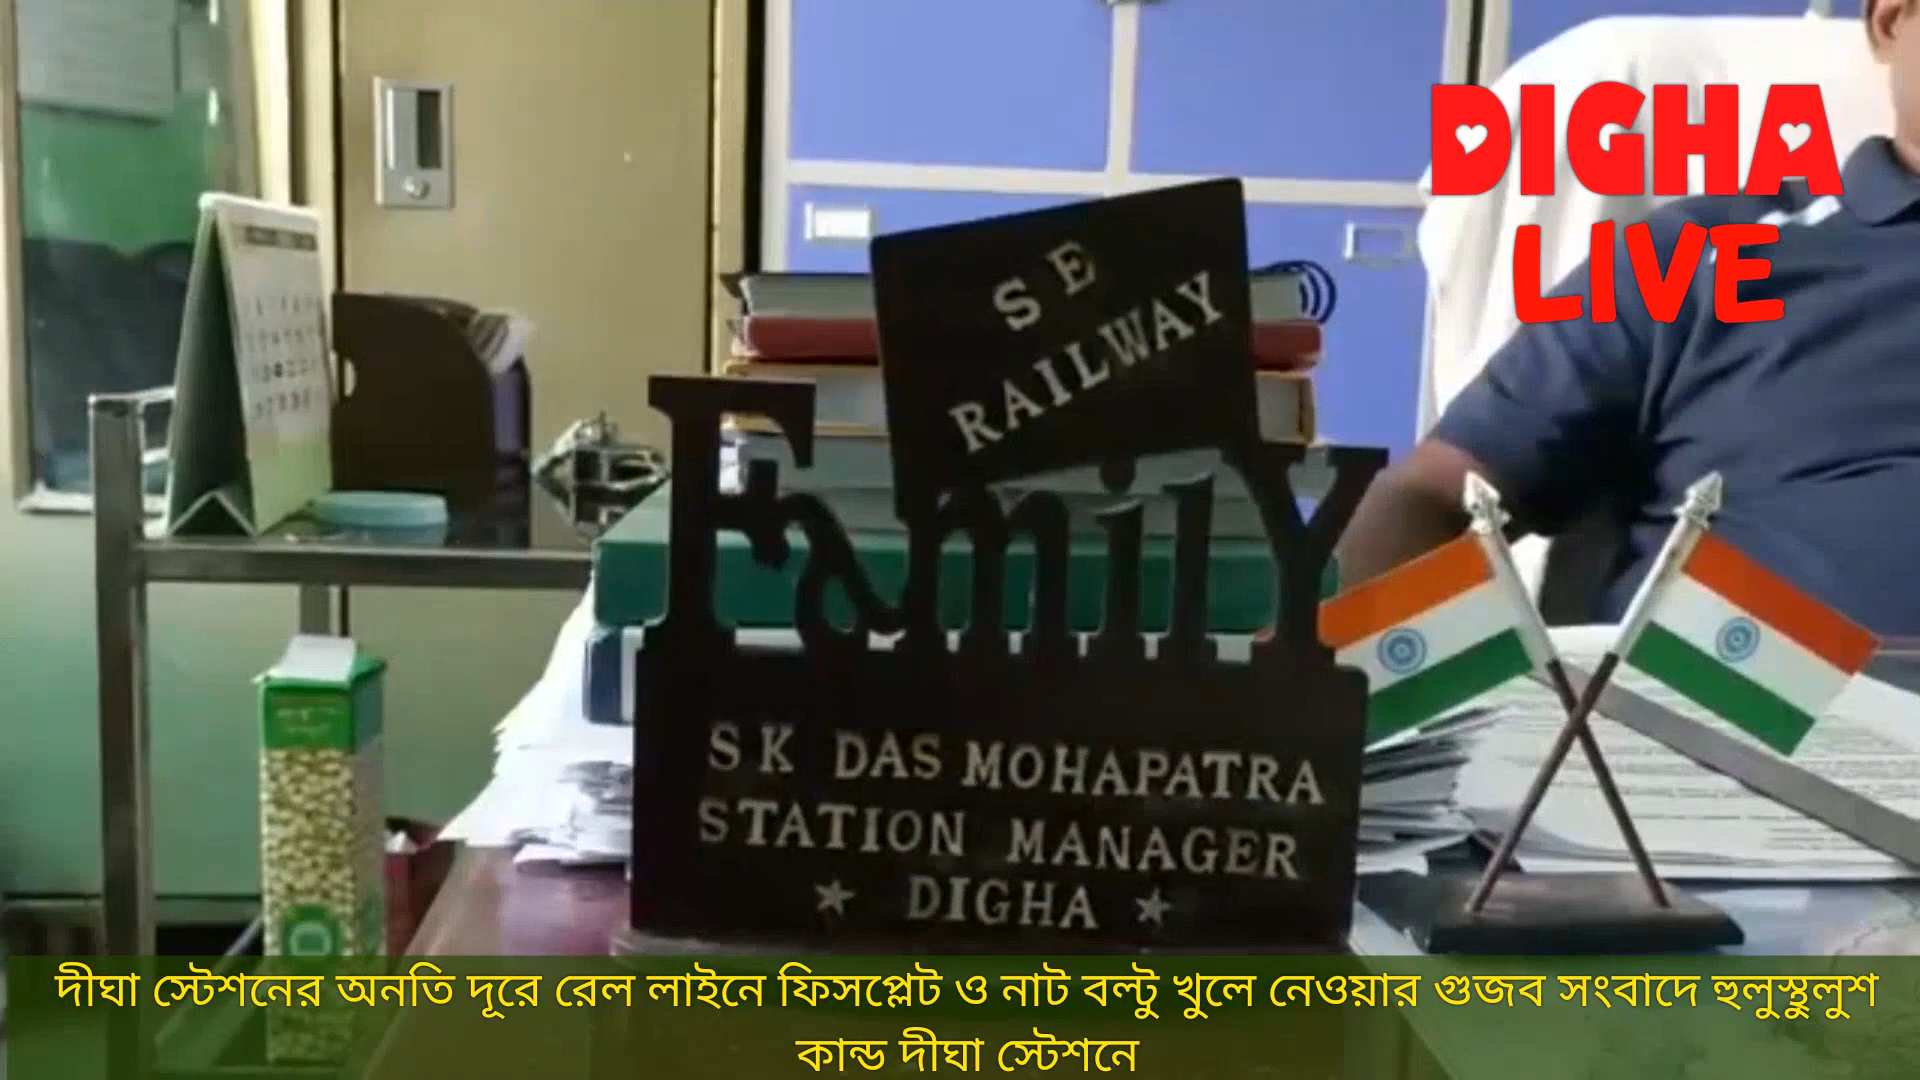 DIGHA
LIVE
S E
RAILWAY
Family
S K DAS MOHAPATRA
STATION MANAGER
★ DIGHA ★
দীঘা স্টেশনের অনতি দূরে রেল লাইনে ফিসপ্লেট ও নাট বল্টু খুলে নেওয়ার গুজব সংবাদে হুলুস্থুলুশ
কান্ড দীঘা স্টেশনে